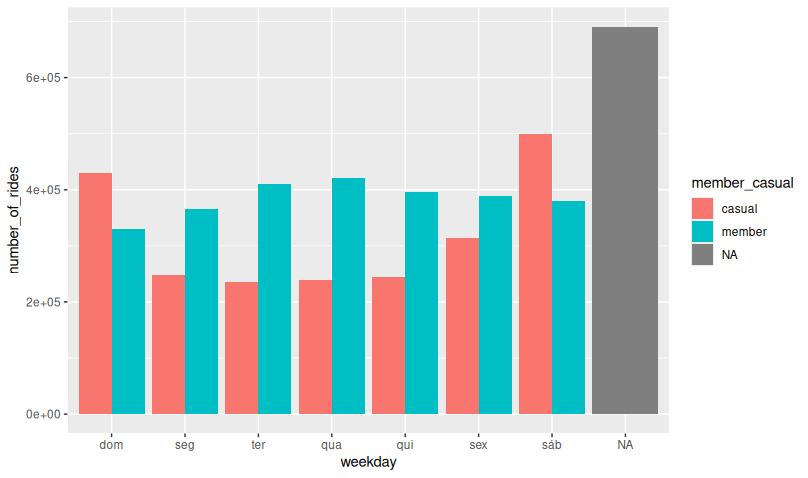 6e+05
4e+05
2e+05
0e+00
number_of_rides
dom seg ter qua qui sex sáb NA
weekday
member_casual
casual
member
NA